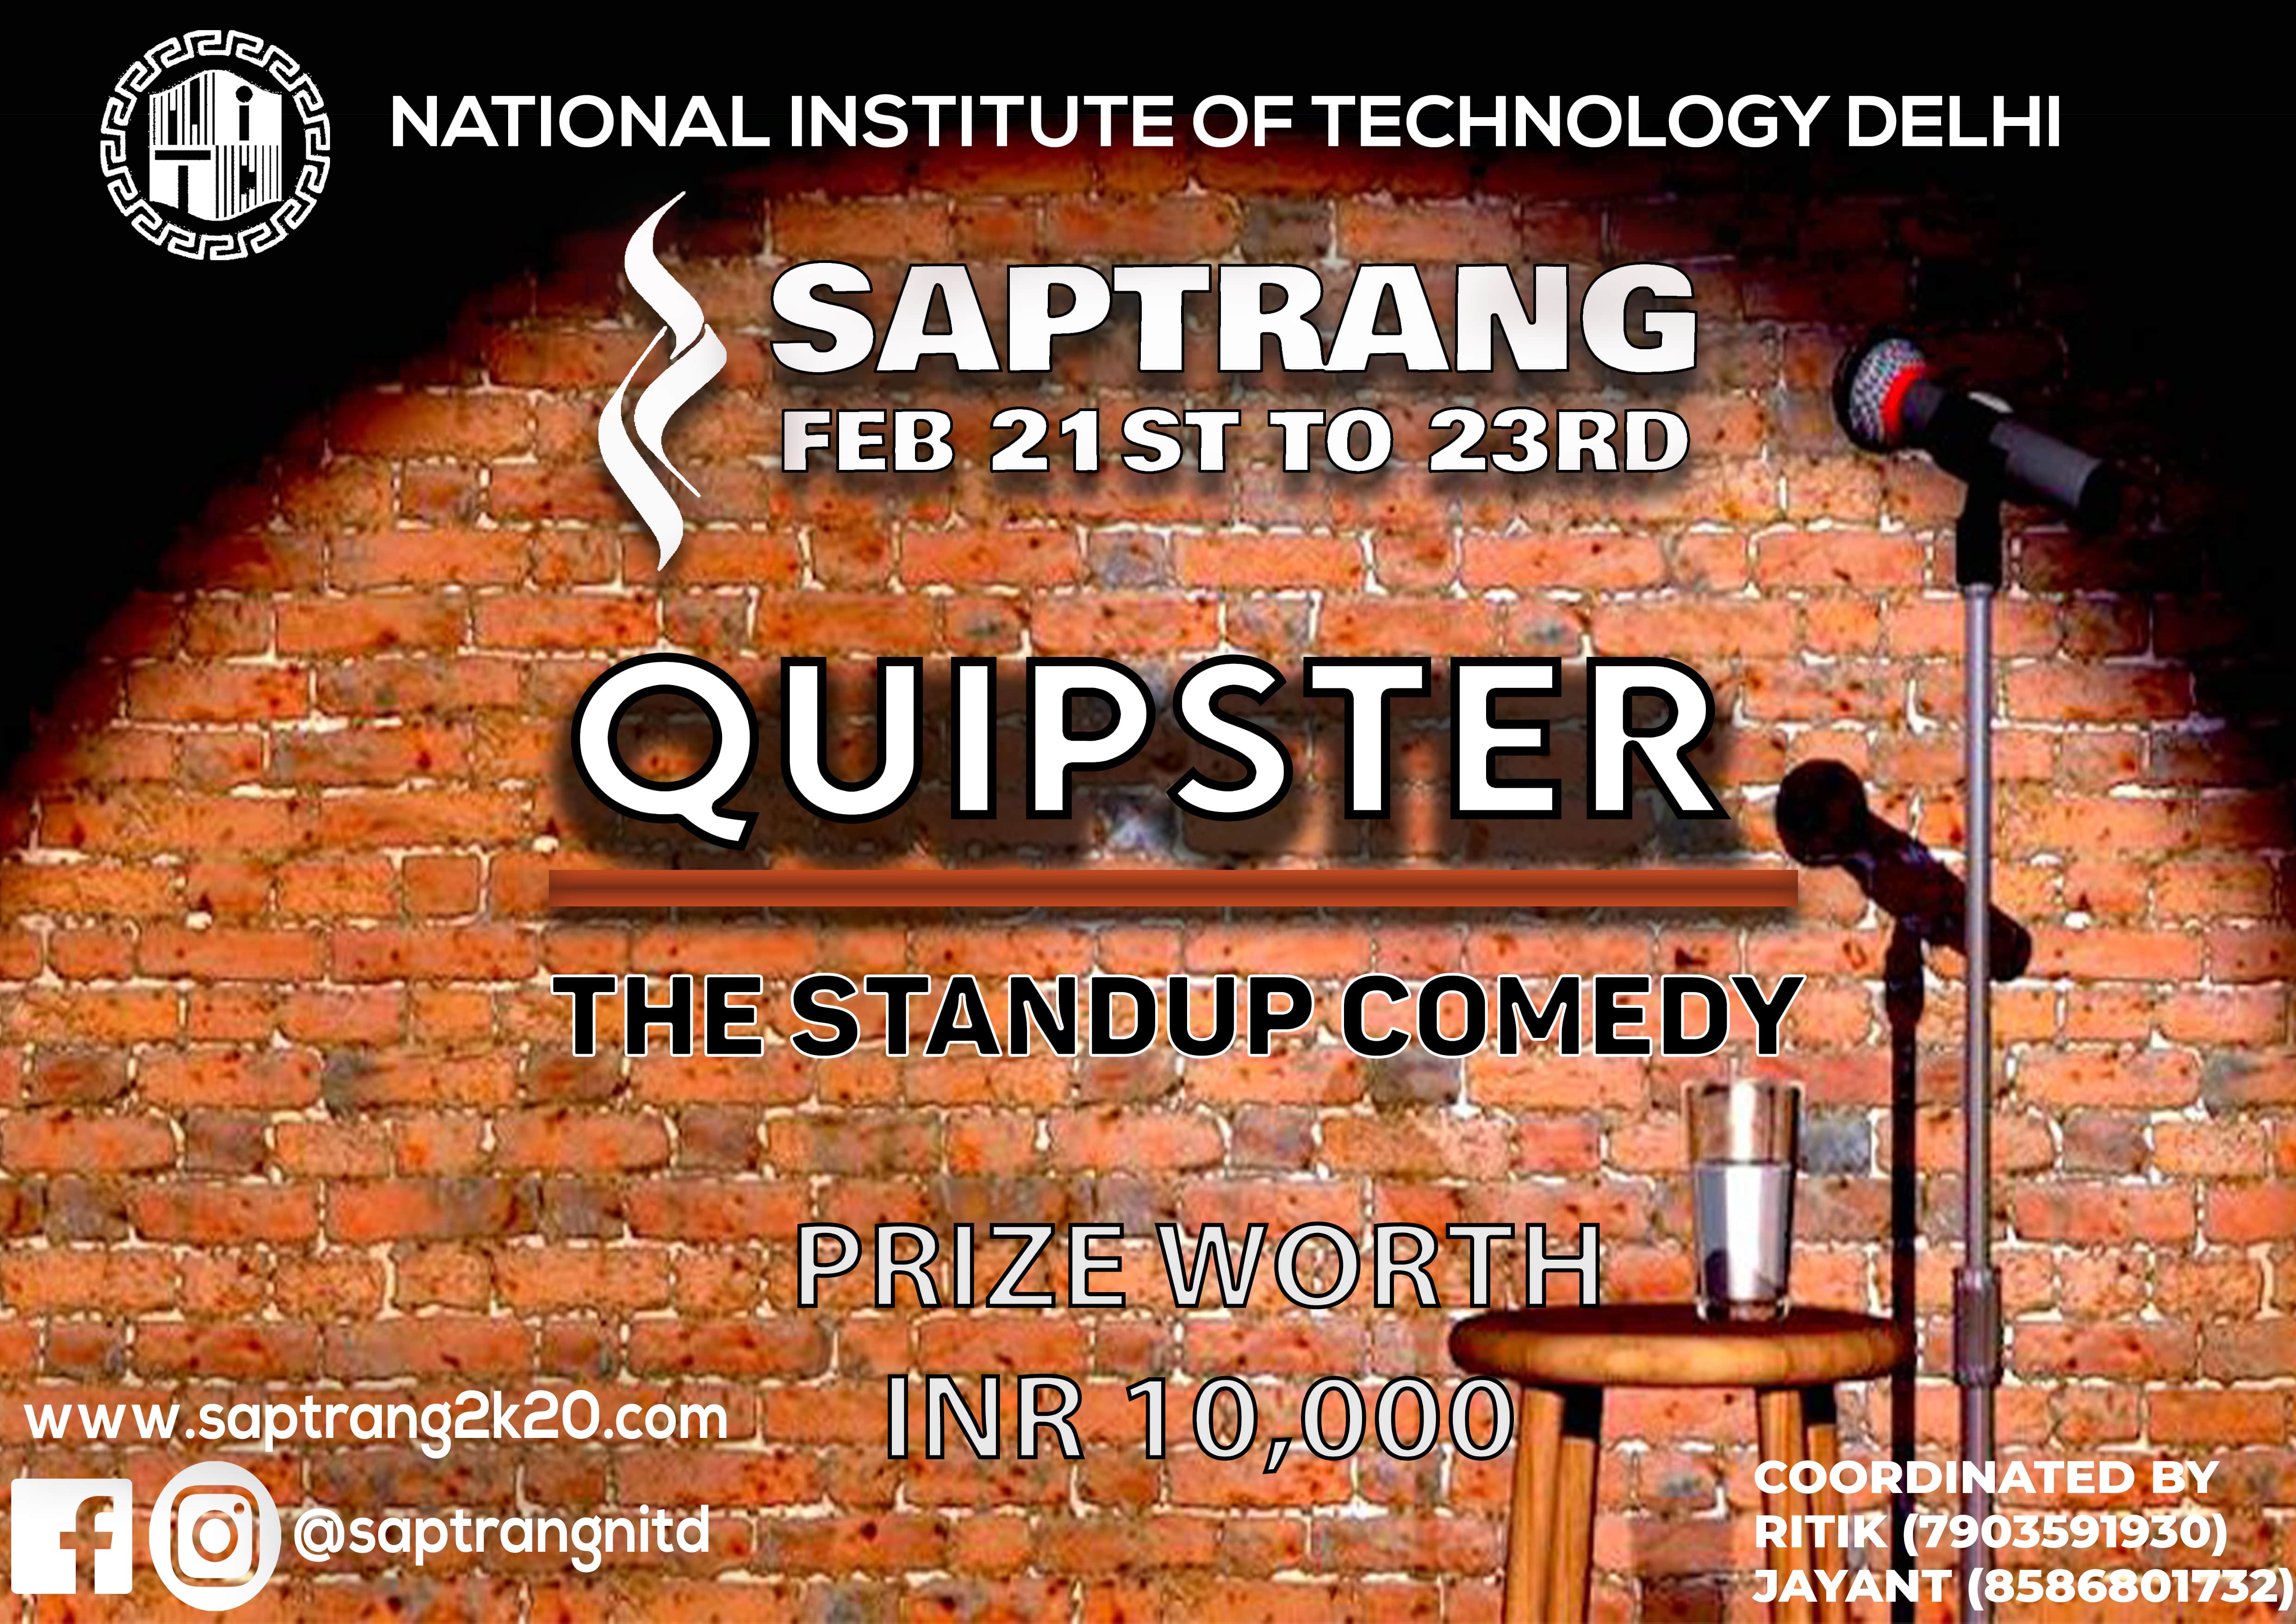 NATIONAL INSTITUTE OF TECHNOLOGY DELHI
SAPTRANG
FEB 21ST TO 23RD
QUIPSTER
THE STANDUP COMEDY
PRIZE WORTH
INR 10,000
www.saptrang2k20.com
@saptrangnitd
COORDINATED BY
RITIK (7903591930)
JAYANT (8586801732)